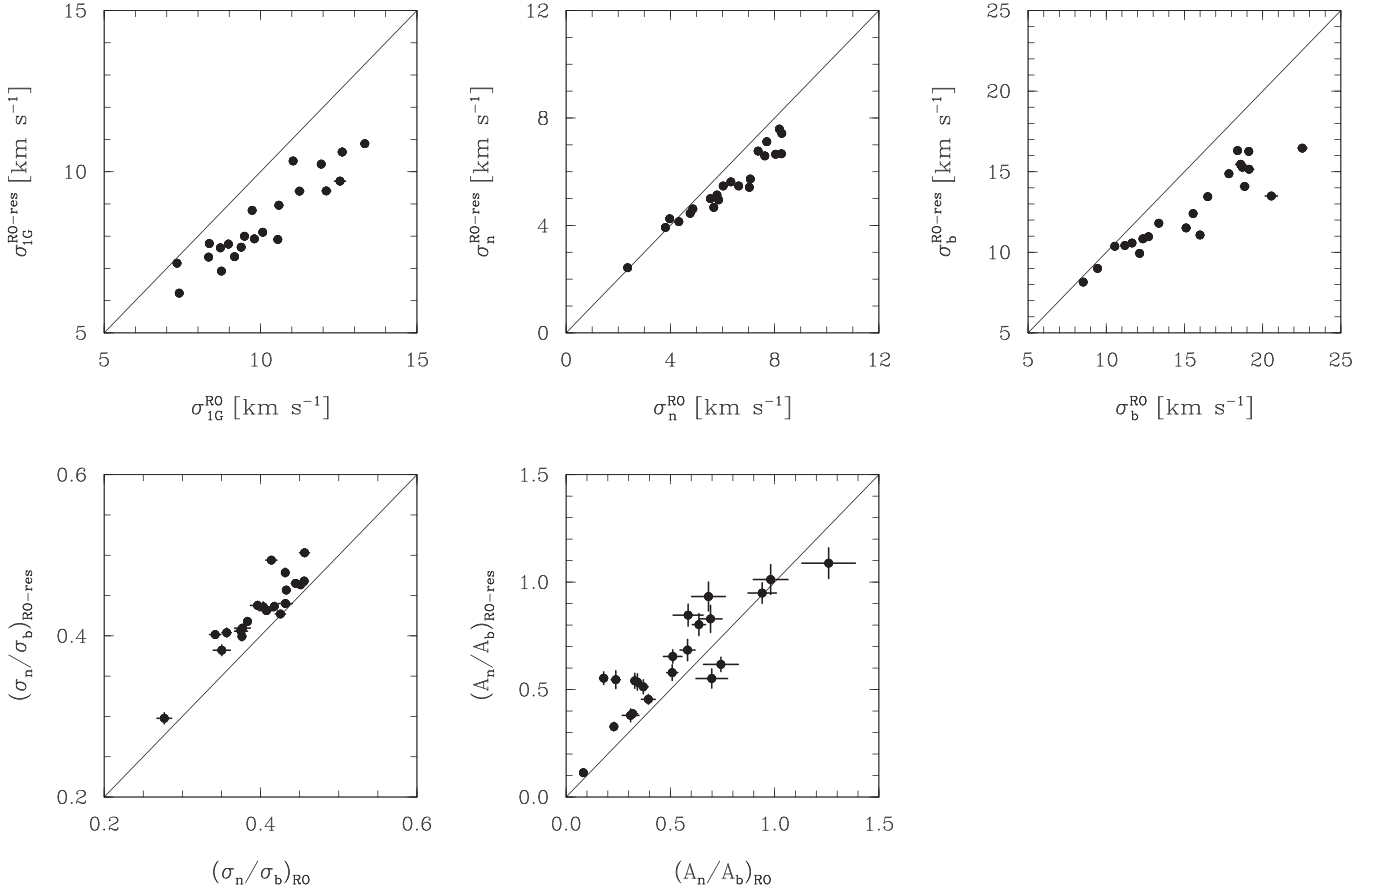 15
10
5
5 10 15
σ_1G^RO-res [km s^-1]
σ_1G^RO [km s^-1]
12
8
4
0
0 4 8 12
σ_n^RO-res [km s^-1]
σ_n^RO [km s^-1]
25
20
15
10
5
5 10 15 20 25
σ_b^RO-res [km s^-1]
σ_b^RO [km s^-1]
0.6
0.4
0.2
0.2 0.4 0.6
(σ_n/σ_b)_RO-res
(σ_n/σ_b)_RO
1.5
1.0
0.5
0.0
0.0 0.5 1.0 1.5
(A_n/A_b)_RO-res
(A_n/A_b)_RO